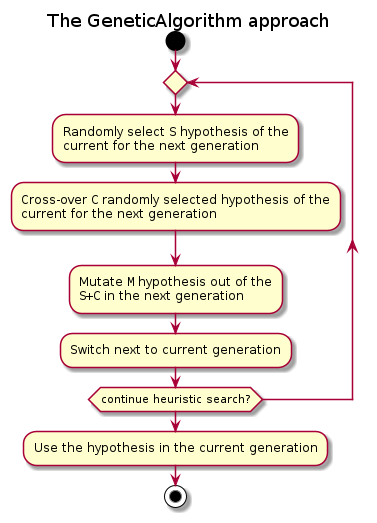 The GeneticAlgorithm approach
Randomly select S hypothesis of the
current for the next generation
Cross-over C randomly selected hypothesis of the
current for the next generation
Mutate M hypothesis out of the
S+C in the next generation
Switch next to current generation
continue heuristic search?
Use the hypothesis in the current generation